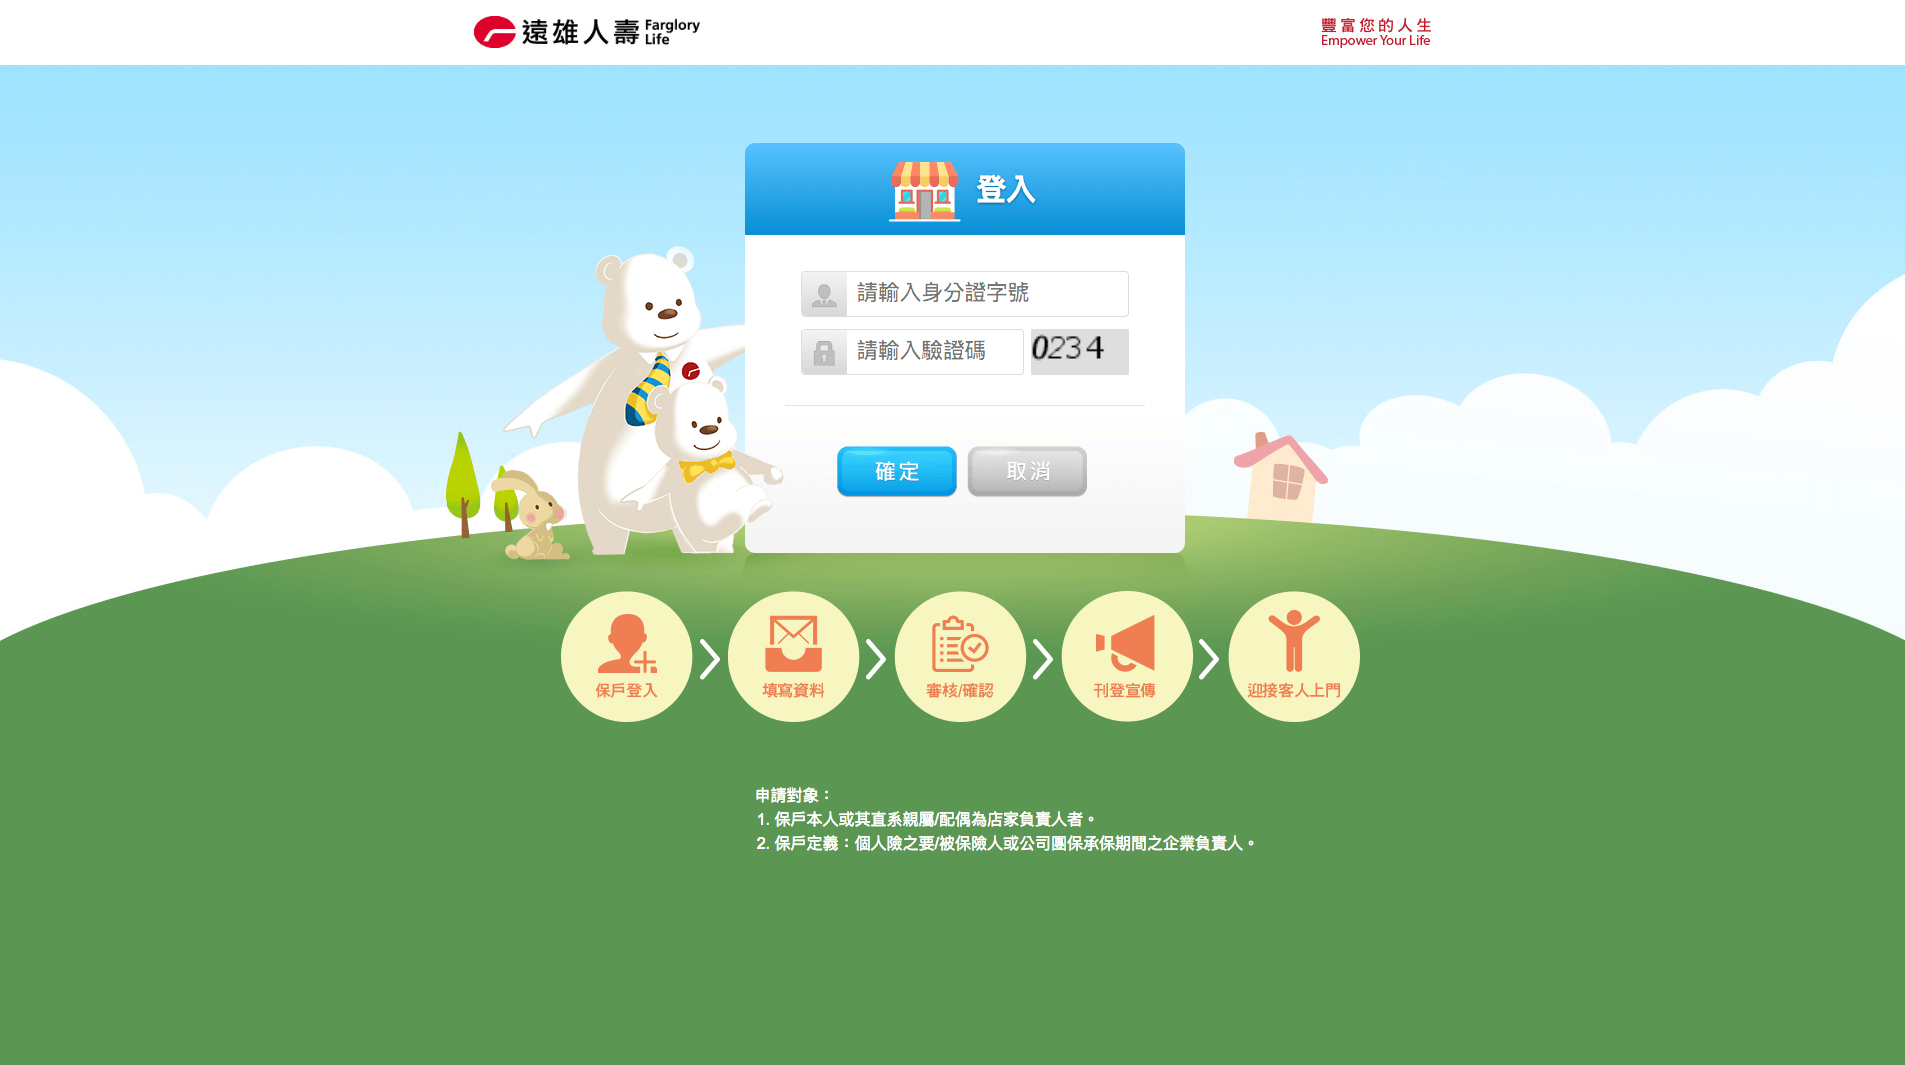 遠雄人壽 Farglory Life
豐富您的人生
Empower Your Life
登入
請輸入身分證字號
請輸入驗證碼
0234
確定
取消
保戶登入
填寫資料
審核/確認
刊登宣傳
迎接客人上門
申請對象：
1. 保戶本人或其直系親屬/配偶為店家負責人者。
2. 保戶定義：個人險之要/被保險人或公司團保承保期間之企業負責人。